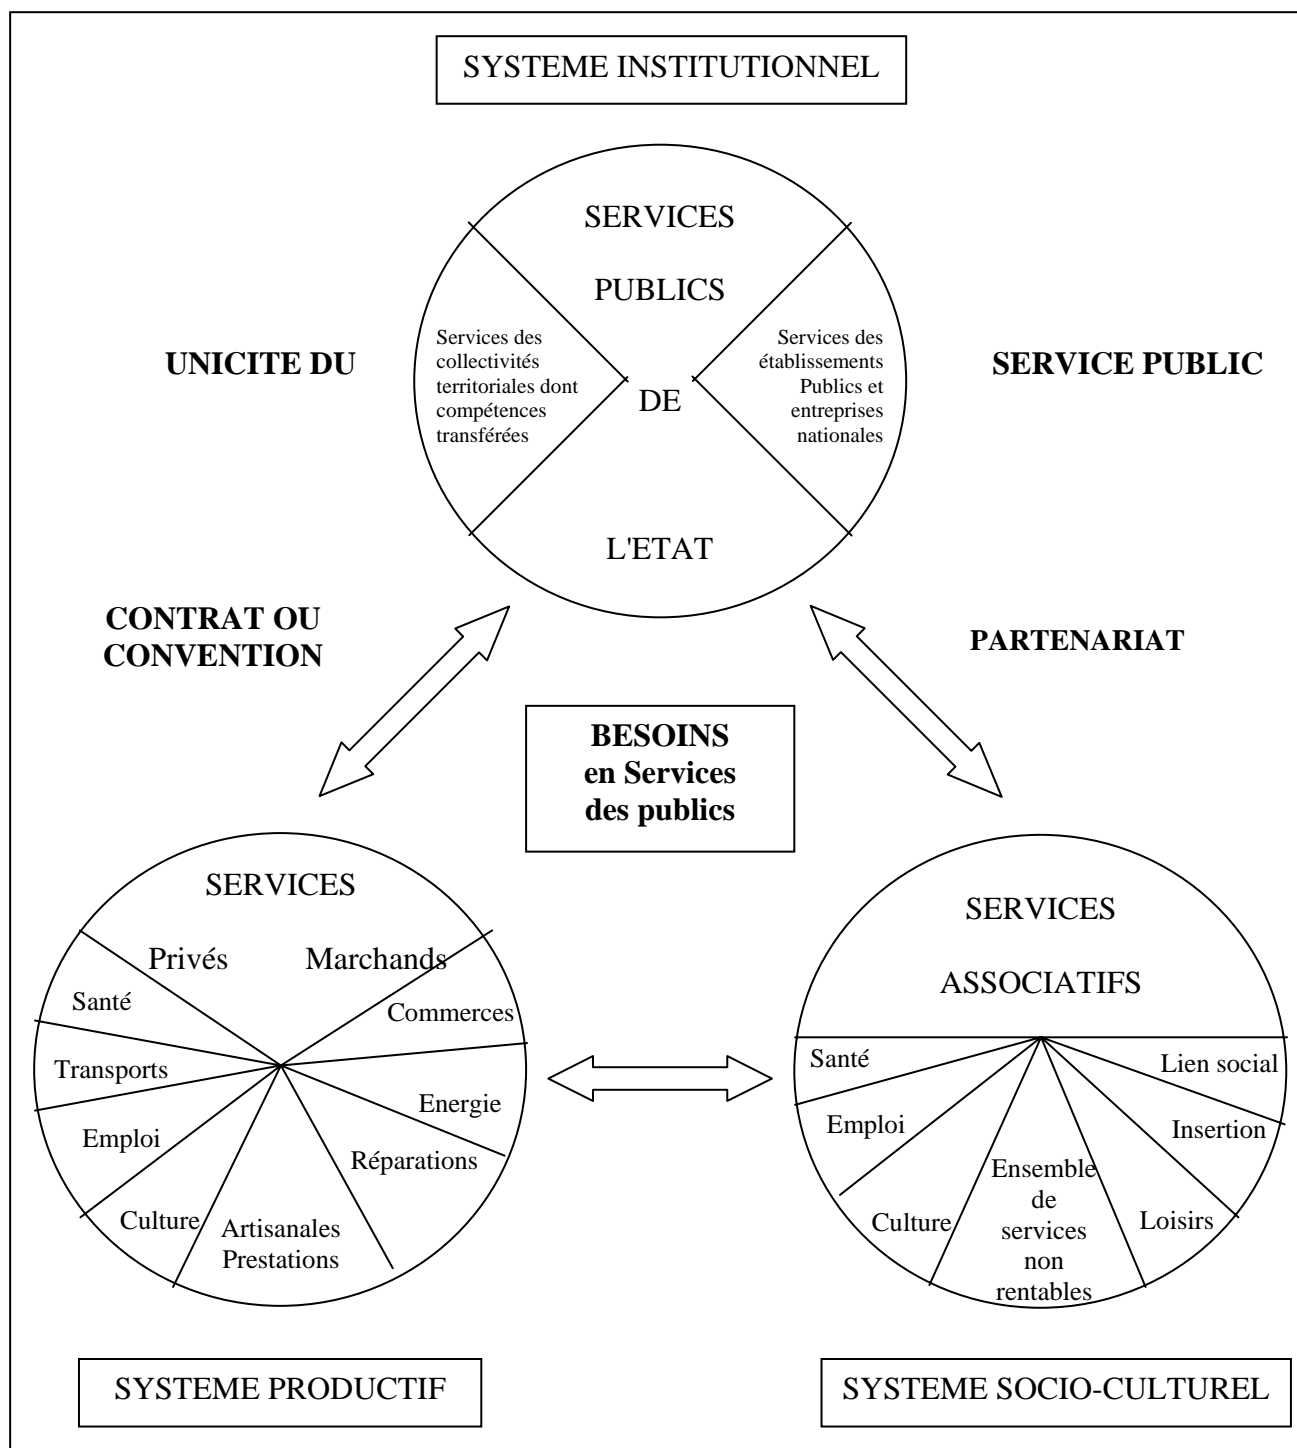 SYSTEME INSTITUTIONNEL
SERVICES
PUBLICS
DE
L'ETAT
Services des
collectivités
territoriales dont
compétences
transférées
Services des
établissements
Publics et
entreprises
nationales
UNICITE DU
SERVICE PUBLIC
CONTRAT OU
CONVENTION
PARTENARIAT
BESOINS
en Services
des publics
SERVICES
Privés Marchands
Santé
Transports
Emploi
Culture
Artisanales
Prestations
Réparations
Energie
Commerces
SERVICES
ASSOCIATIFS
Santé
Emploi
Culture
Ensemble
de
services
non
rentables
Loisirs
Insertion
Lien social
SYSTEME PRODUCTIF
SYSTEME SOCIO-CULTUREL